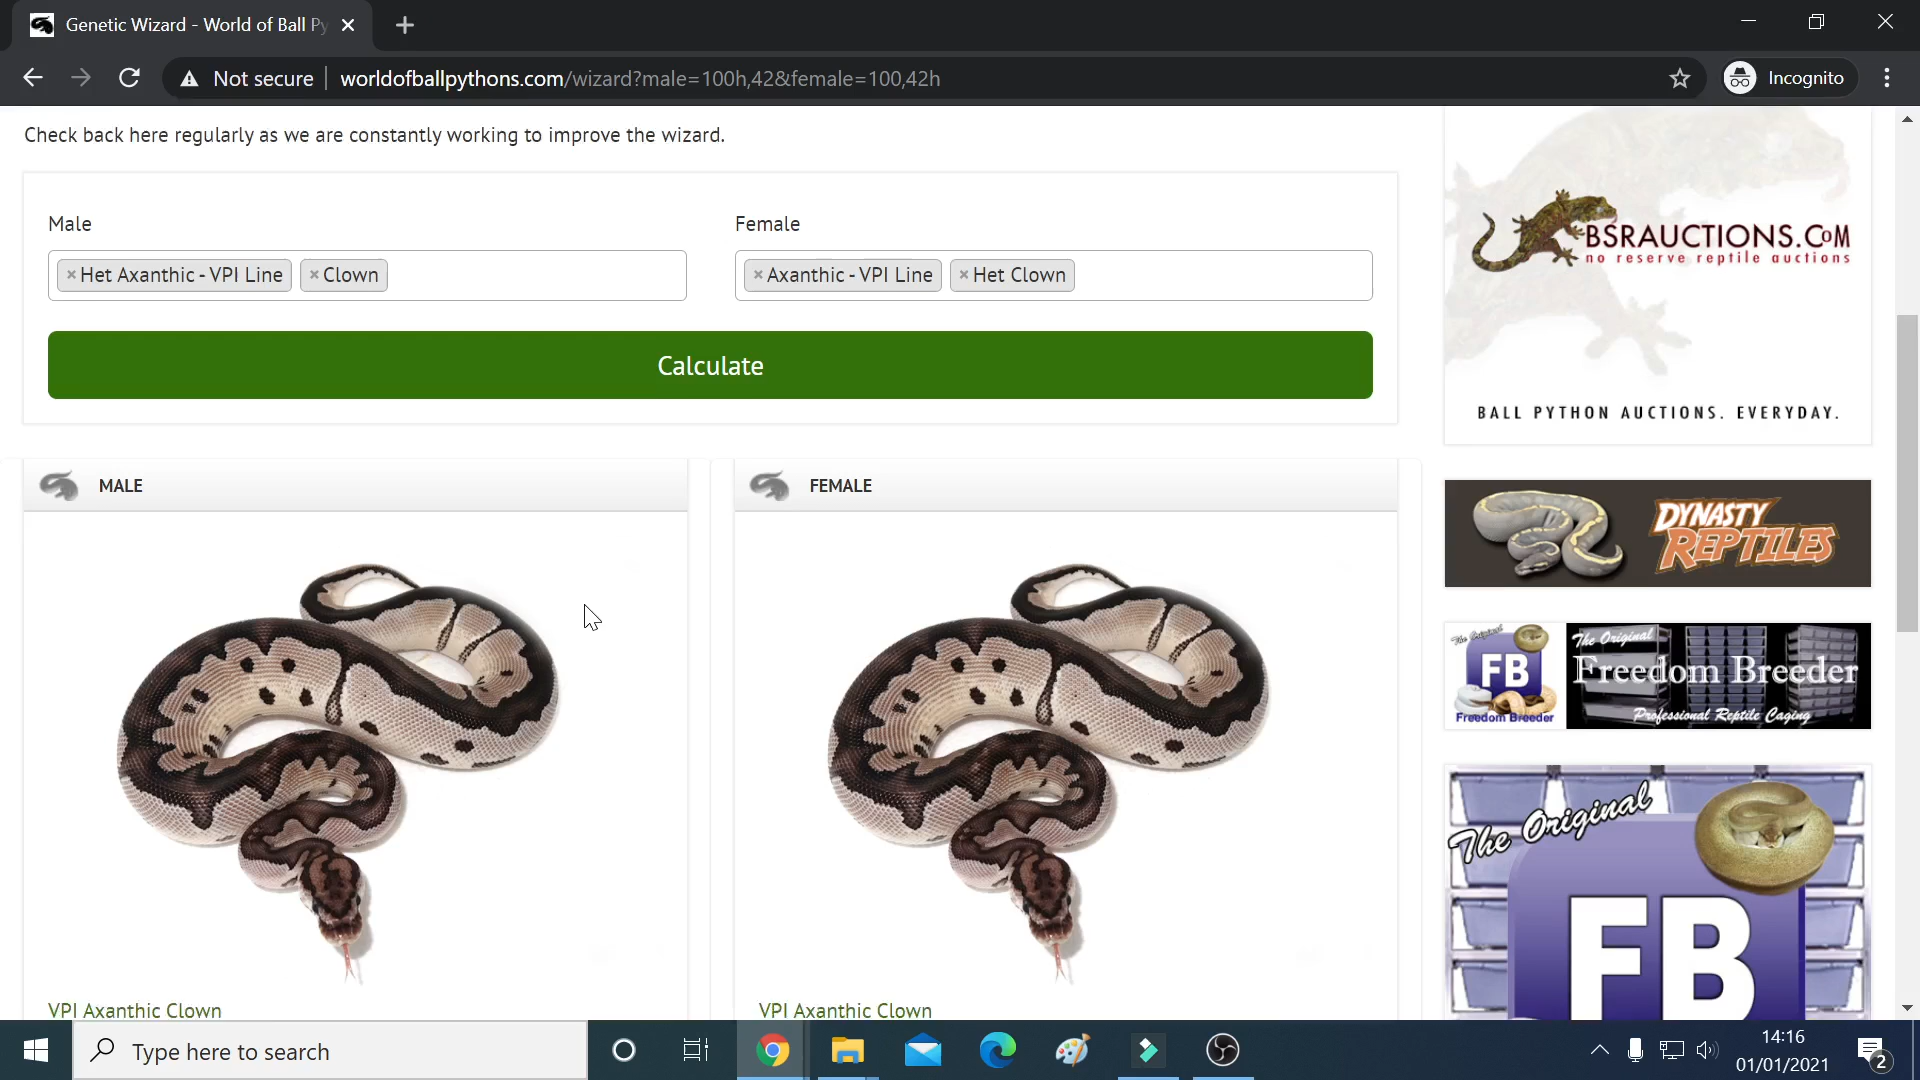 Genetic Wizard - World of Ball Py
Not secure
worldofballpythons.com/wizard?male=100h,42&female=100,42h
Incognito
Check back here regularly as we are constantly working to improve the wizard.
Male
Female
×Het Axanthic - VPI Line ×Clown
×Axanthic - VPI Line ×Het Clown
Calculate
MALE
FEMALE
VPI Axanthic Clown
VPI Axanthic Clown
BSRAUCTIONS.COM
no reserve reptile auctions
BALL PYTHON AUCTIONS. EVERYDAY.
DYNASTY
REPTILES
The Original
FB
Freedom Breeder
The Original
Freedom Breeder
Professional Reptile Caging
The Original
FB
Type here to search
14:16
01/01/2021
2